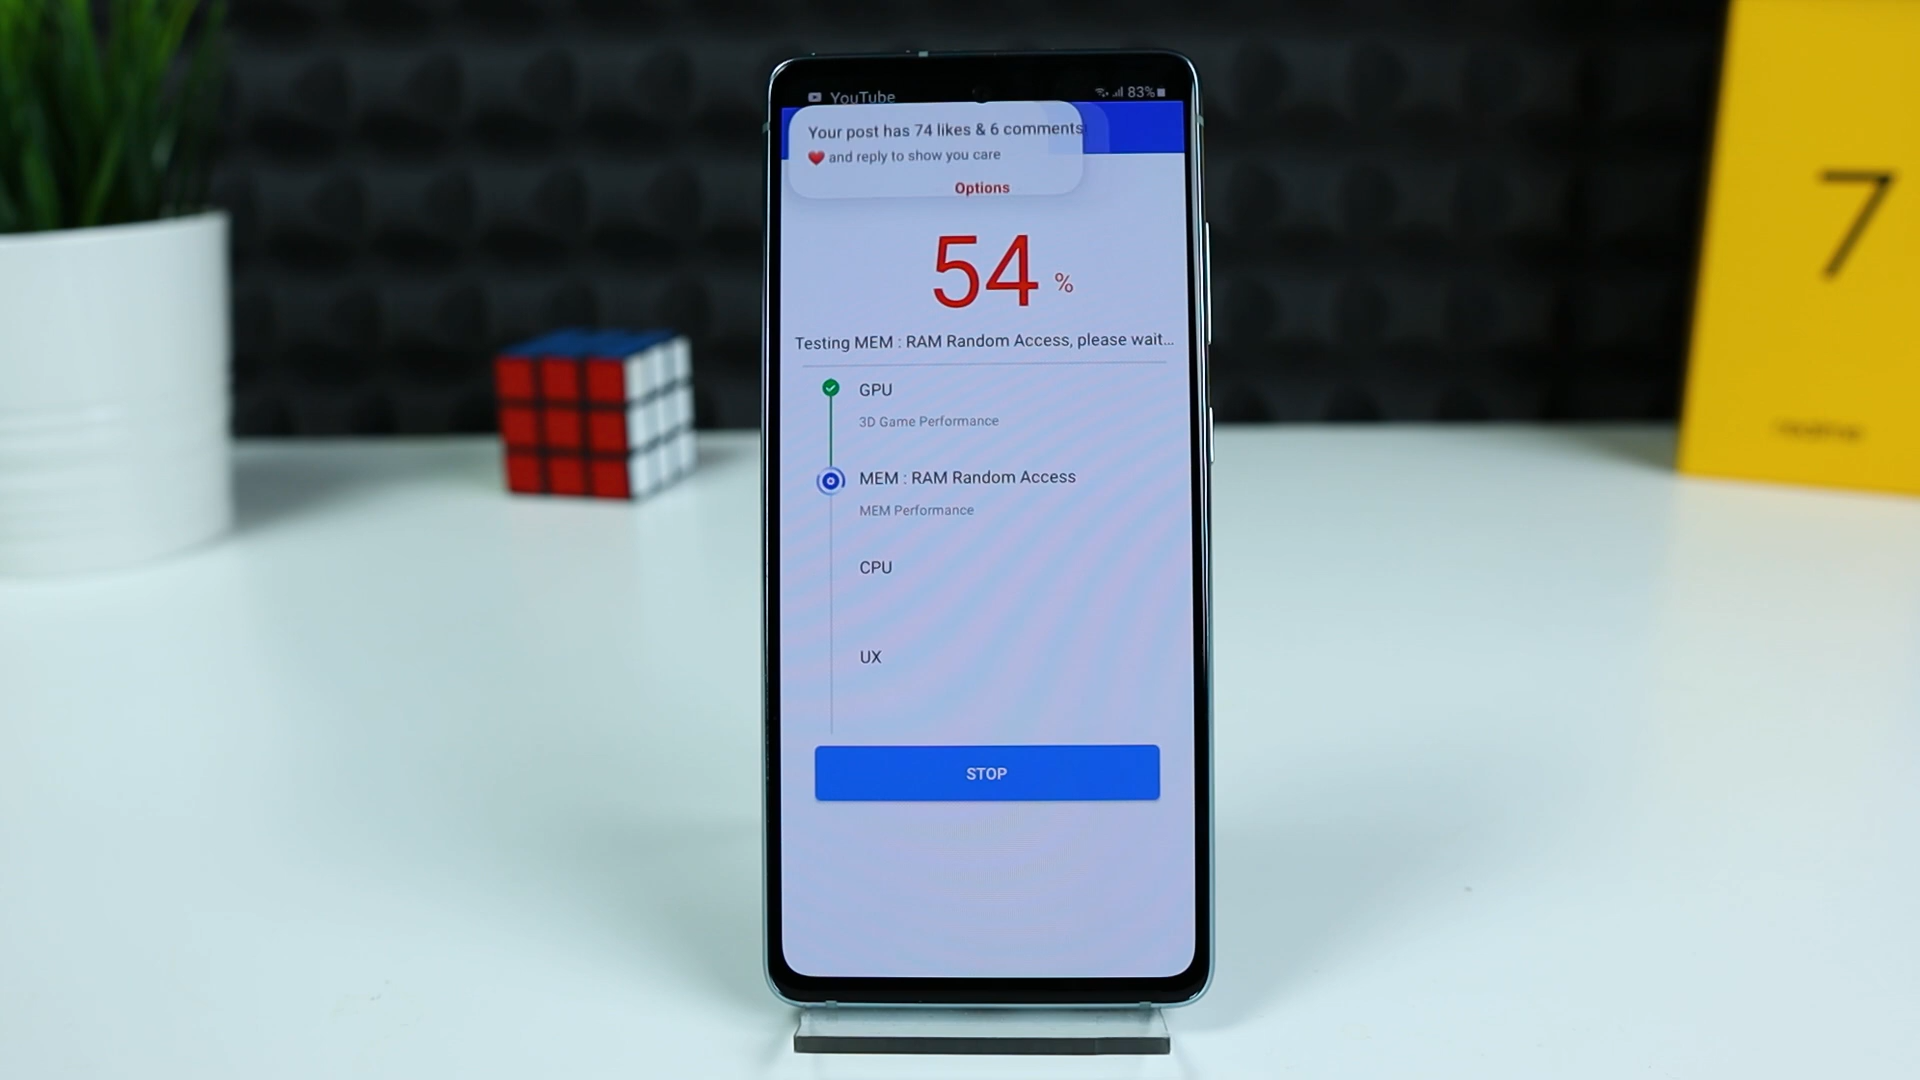 YouTube
83%
Your post has 74 likes & 6 comments
❤ and reply to show you care
Options
54 %
Testing MEM : RAM Random Access, please wait...
GPU
3D Game Performance
MEM : RAM Random Access
MEM Performance
CPU
UX
STOP
7
realme